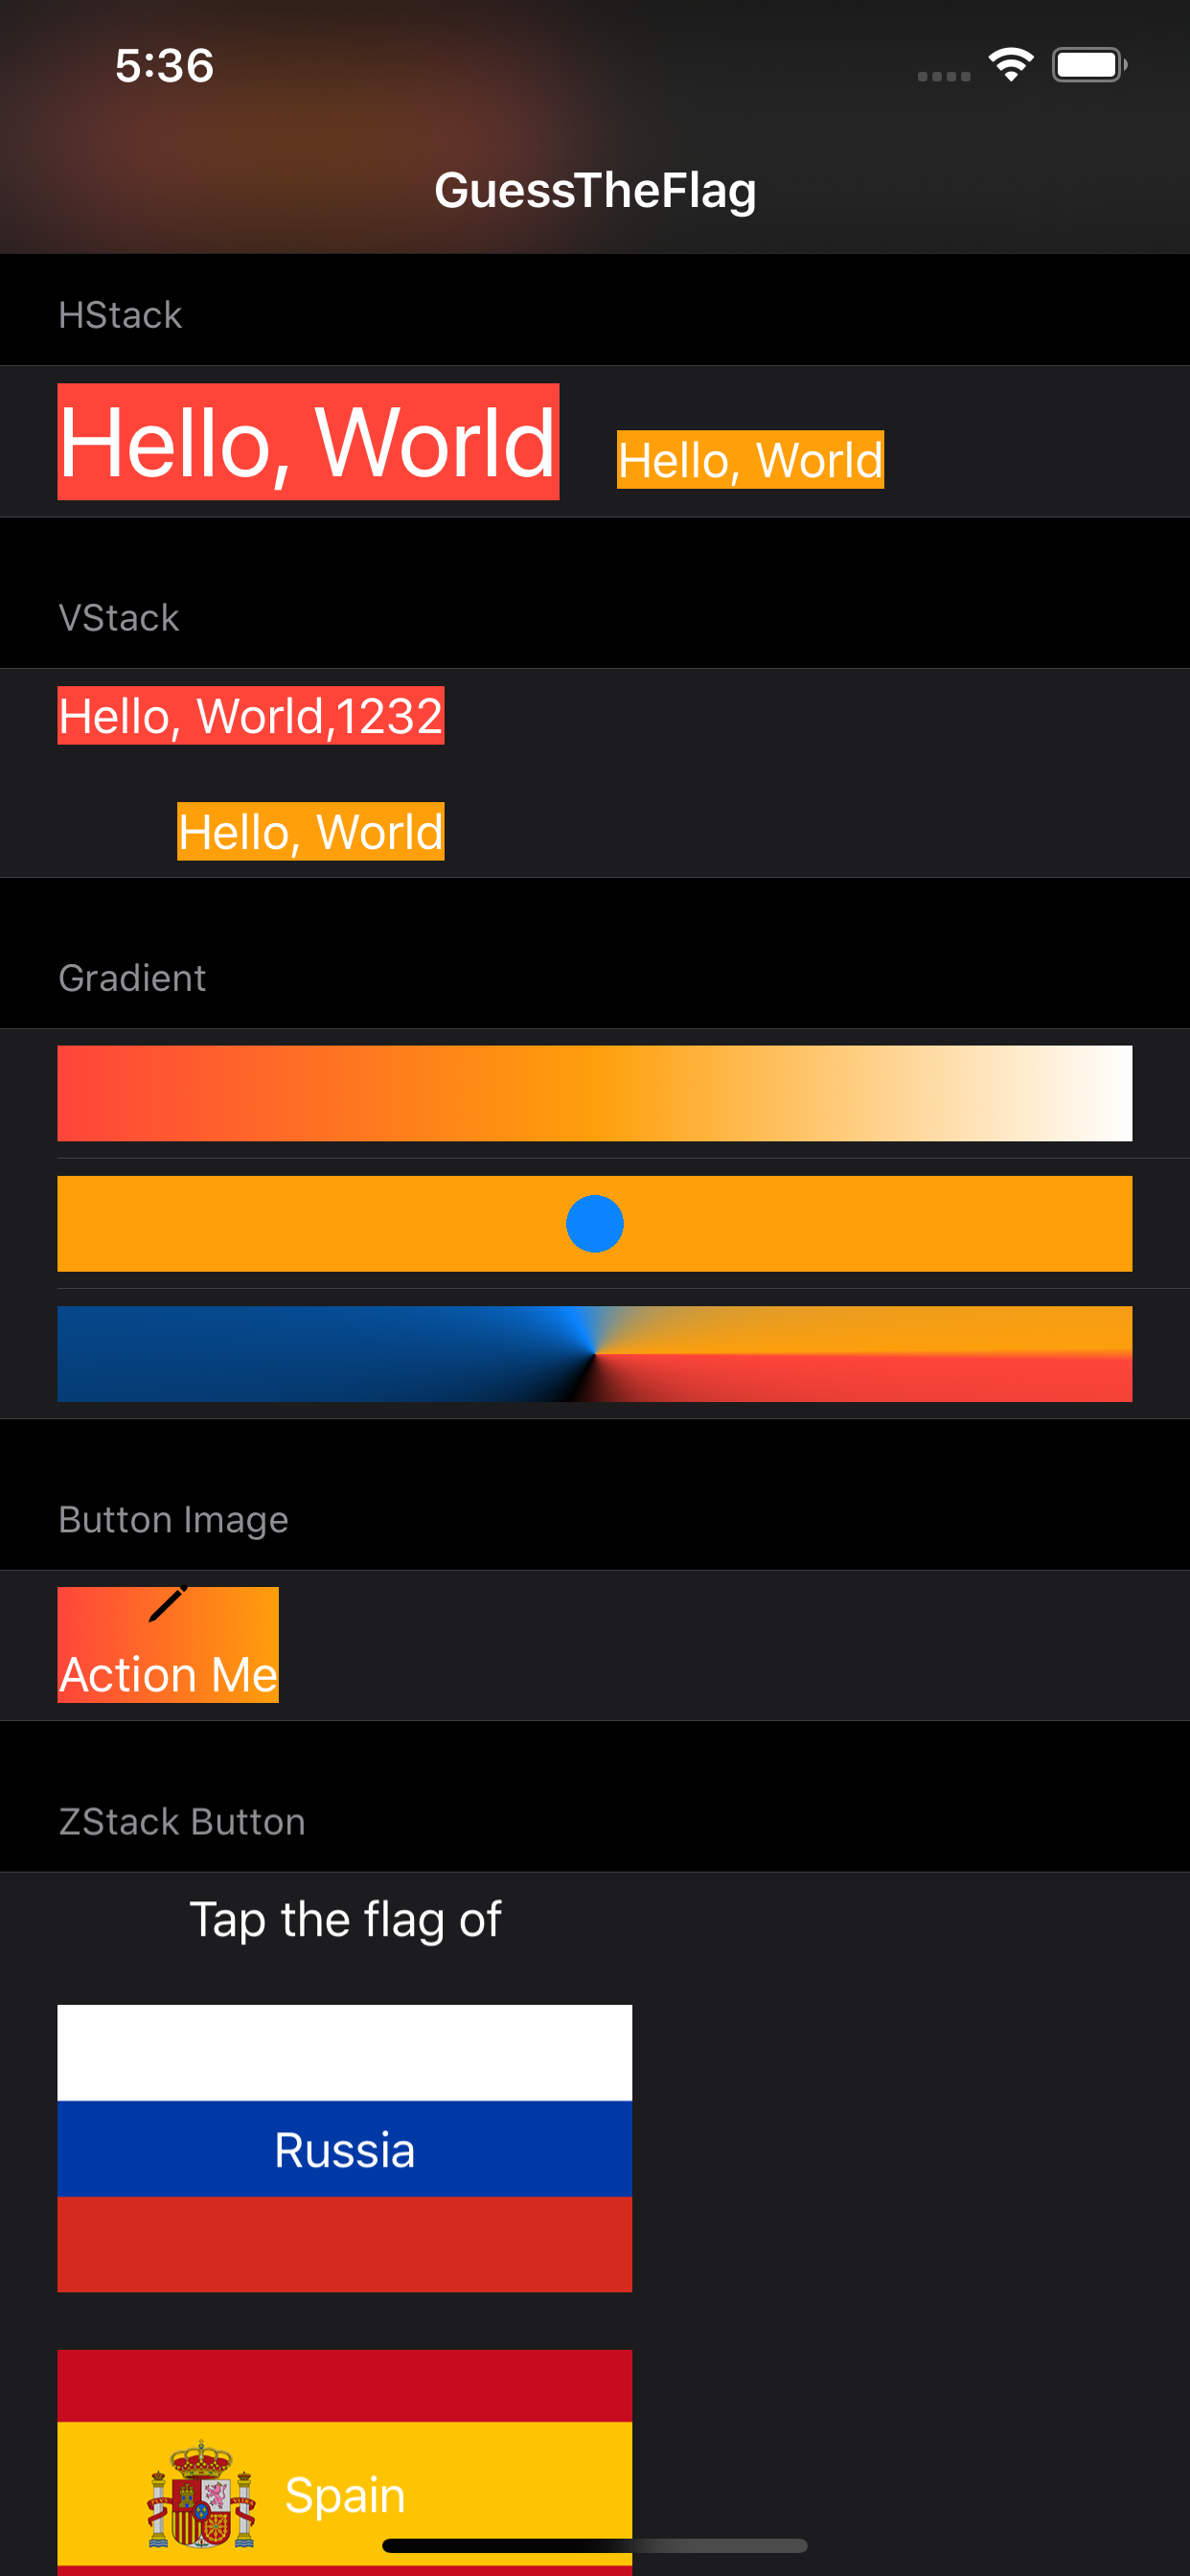 5:36
GuessTheFlag
HStack
Hello, World Hello, World
VStack
Hello, World,1232
Hello, World
Gradient
Button Image
Action Me
ZStack Button
Tap the flag of
Russia
Spain